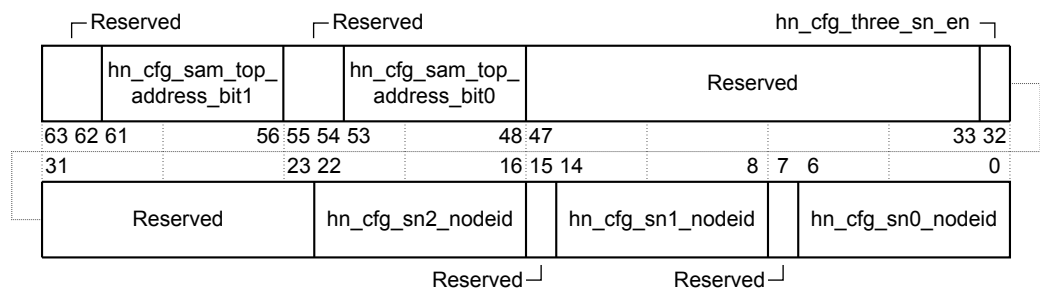 Reserved Reserved hn_cfg_three_sn_en
hn_cfg_sam_top_ hn_cfg_sam_top_
address_bit1 address_bit0 Reserved
63 62 61 56 55 54 53 48 47 33 32
31 23 22 16 15 14 8 7 6 0
Reserved hn_cfg_sn2_nodeid hn_cfg_sn1_nodeid hn_cfg_sn0_nodeid
Reserved Reserved